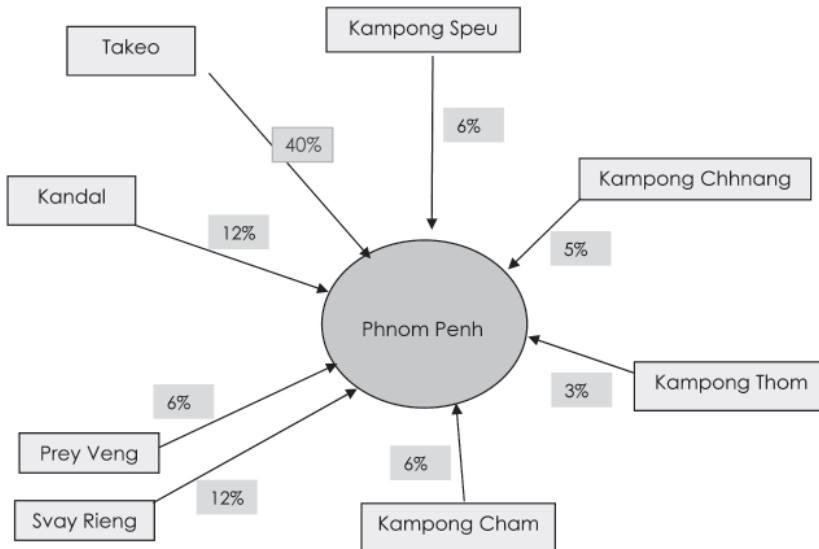 Kampong Speu
Takeo
6%
40%
Kampong Chhnang
Kandal
12%
5%
Phnom Penh
Kampong Thom
3%
6%
Prey Veng
6%
12%
Svay Rieng
Kampong Cham